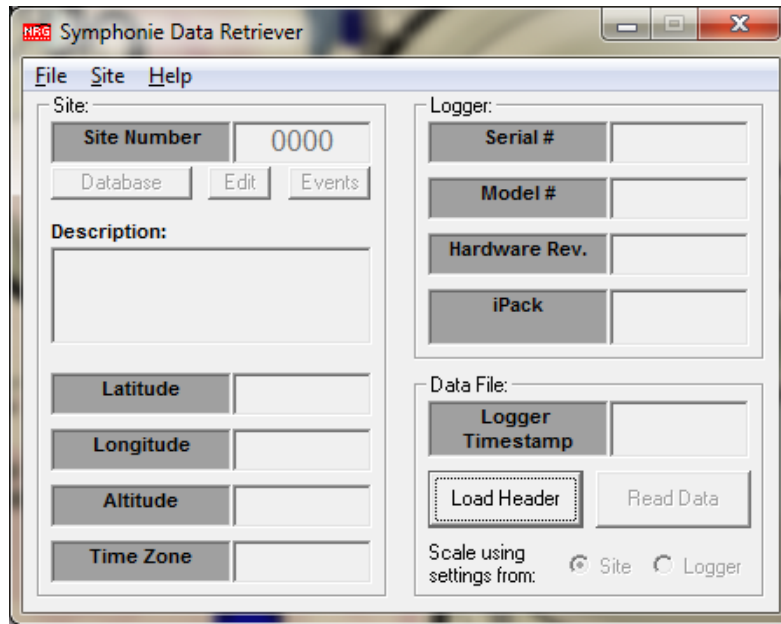 NRG Symphonie Data Retriever
File Site Help
Site:
Site Number 0000
Database Edit Events
Description:
Latitude
Longitude
Altitude
Time Zone
Logger:
Serial #
Model #
Hardware Rev.
iPack
Data File:
Logger
Timestamp
Load Header Read Data
Scale using
settings from:
Site Logger